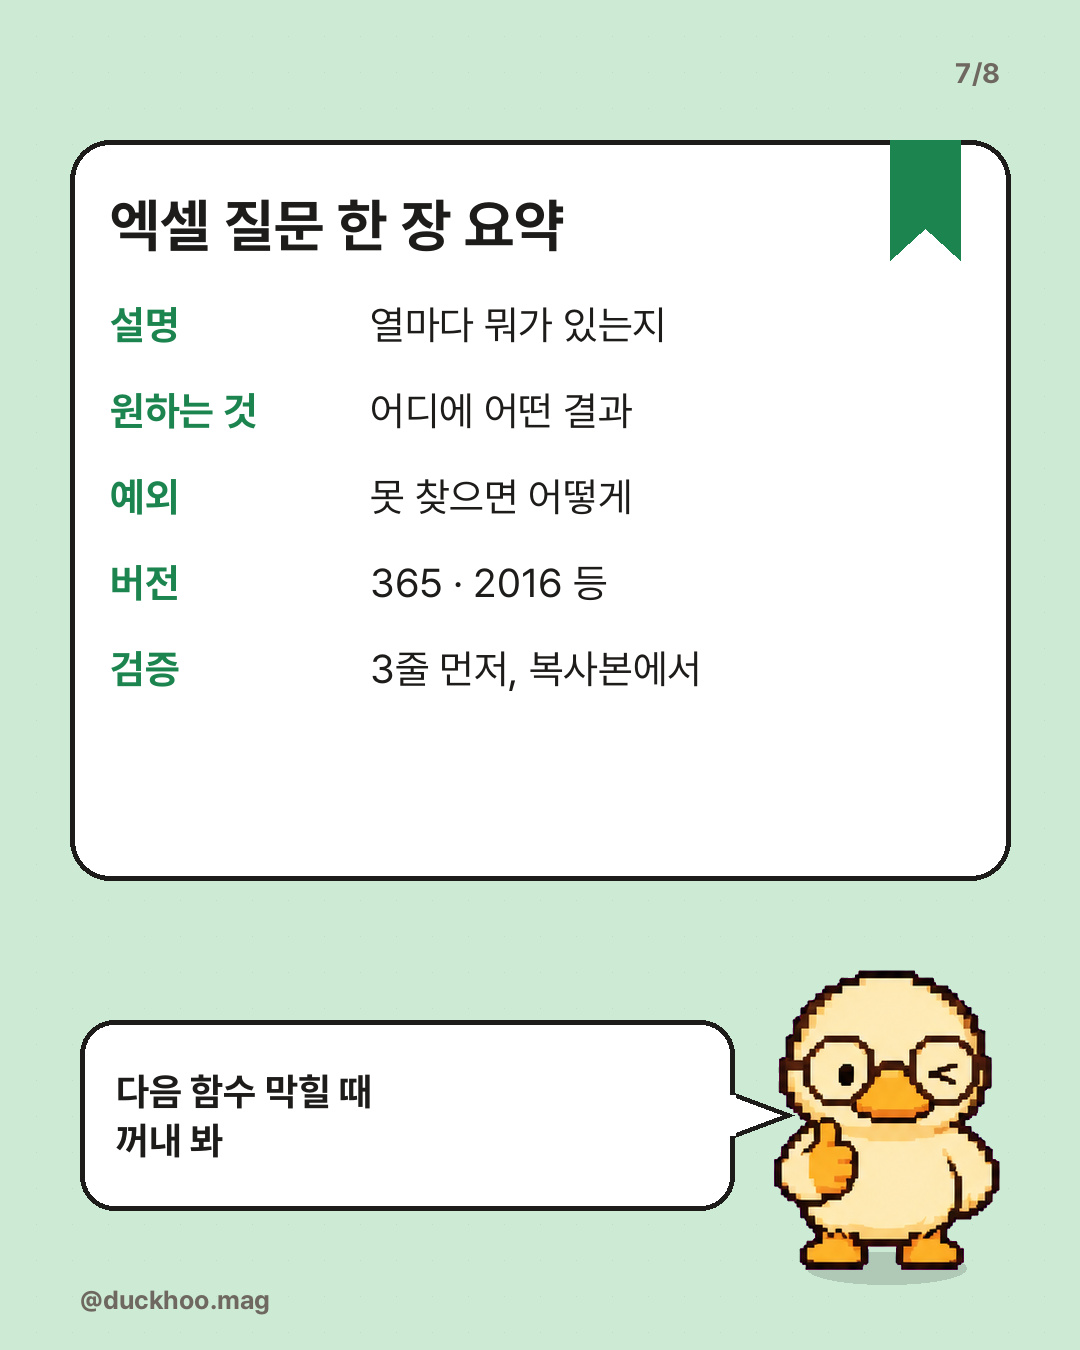 7/8
엑셀 질문 한 장 요약
설명 열마다 뭐가 있는지
원하는 것 어디에 어떤 결과
예외 못 찾으면 어떻게
버전 365 · 2016 등
검증 3줄 먼저, 복사본에서
다음 함수 막힐 때
꺼내 봐
@duckhoo.mag